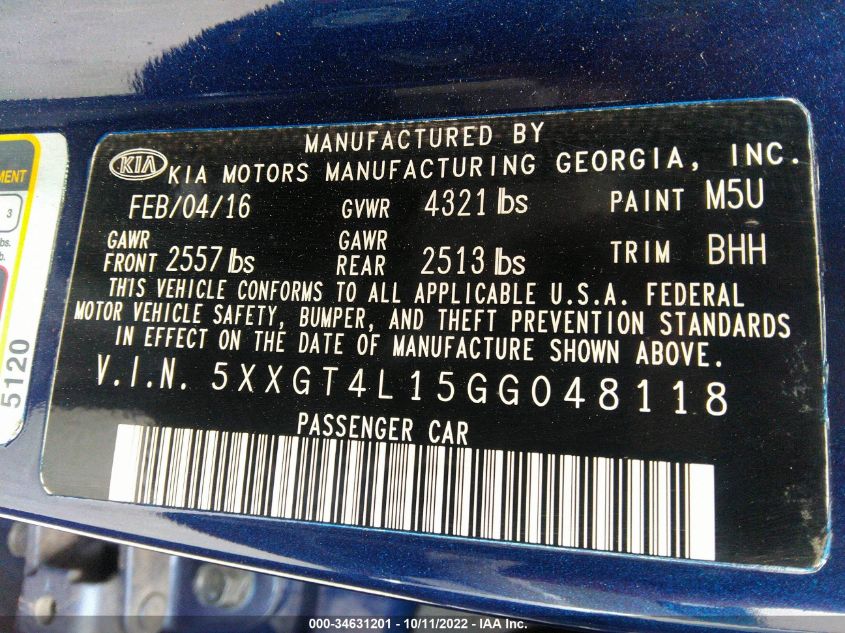 MANUFACTURED BY
KIA KIA MOTORS MANUFACTURING GEORGIA, INC.
FEB/04/16 GVWR 4321 lbs PAINT M5U
GAWR FRONT 2557 lbs GAWR REAR 2513 lbs TRIM BHH
THIS VEHICLE CONFORMS TO ALL APPLICABLE U.S.A. FEDERAL
MOTOR VEHICLE SAFETY, BUMPER, AND THEFT PREVENTION STANDARDS
IN EFFECT ON THE DATE OF MANUFACTURE SHOWN ABOVE.
V.I.N. 5XXGT4L15GG048118
PASSENGER CAR
3
5120
000-34631201 - 10/11/2022 - IAA Inc.